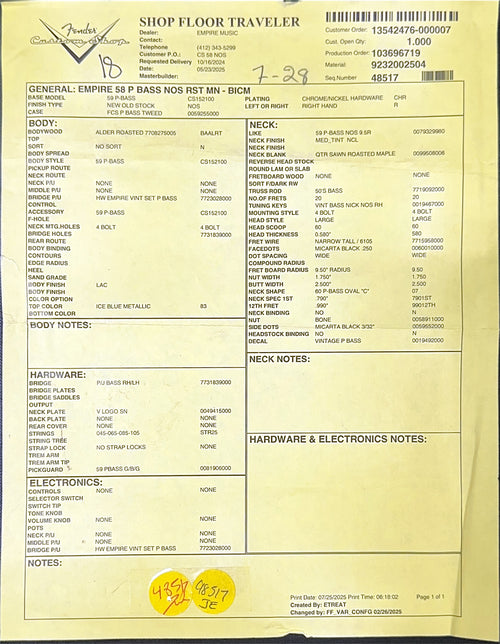 Fender
Custom Shop
18
SHOP FLOOR TRAVELER
Dealer: EMPIRE MUSIC
Contact:
Telephone (412) 343-5299
Customer P.O.: CS 58 NOS
Requested Delivery 10/16/2024
Date: 05/23/2025
Masterbuilder:
7-28
Customer Order: 13542476-000007
Cust. Open Qty: 1.000
Production Order: 103696719
Material: 9232002504
Seq.Number 48517
GENERAL: EMPIRE 58 P BASS NOS RST MN - BICM
BASE MODEL 59 P-BASS CS152100 PLATING CHROME/NICKEL HARDWARE CHR
FINISH TYPE NEW OLD STOCK NOS LEFT OR RIGHT RIGHT HAND R
CASE FCS P BASS TWEED 0059255000
BODY:
BODYWOOD ALDER ROASTED 7708275005 BAALRT
TOP
SORT NO SORT N
BODY SPREAD
BODY STYLE 59 P-BASS CS152100
PICKUP ROUTE
NECK ROUTE
NECK P/U NONE NONE
MIDDLE P/U NONE NONE
BRIDGE P/U HW EMPIRE VINT SET P BASS 7723028000
CONTROL
ACCESSORY 59 P-BASS CS152100
F-HOLE
NECK MTG.HOLES 4 BOLT 4 BOLT
BRIDGE HOLES 7731839000
REAR ROUTE
BODY BINDING
CONTOURS
EDGE RADIUS
HEEL
SAND GRADE
BODY FINISH LAC
BODY FINISH
COLOR OPTION
TOP COLOR ICE BLUE METALLIC 83
BOTTOM COLOR
BODY NOTES:
HARDWARE:
BRIDGE P/J BASS RH/LH 7731839000
BRIDGE PLATES
BRIDGE SADDLES
OUTPUT
NECK PLATE V LOGO SN 0049415000
BACK PLATE NONE NONE
REAR COVER NONE NONE
STRINGS 045-065-085-105 STR25
STRING TREE
STRAP LOCK NO STRAP LOCKS NONE
TREM ARM
TREM ARM TIP
PICKGUARD 59 PBASS G/B/G 0081906000
ELECTRONICS:
CONTROLS NONE NONE
SELECTOR SWITCH
SWITCH TIP
TONE KNOB
VOLUME KNOB NONE NONE
POTS
NECK P/U NONE NONE
MIDDLE P/U NONE NONE
BRIDGE P/U HW EMPIRE VINT SET P BASS 7723028000
NECK:
LIKE 59 P-BASS NOS 9.5R 0079329980
NECK FINISH MED_TINT NCL
NECK FINISH
NECK BLANK QTR SAWN ROASTED MAPLE 0099508006
REVERSE HEAD STOCK
ROUND LAM OR SLAB
FRETBOARD WOOD NONE NONE
SORT F/DARK RW
TRUSS ROD 50'S BASS 7719092000
NO.OF FRETS 20 20
TUNING KEYS VINT BASS NICK NOS RH 0019467000
MOUNTING STYLE 4 BOLT 4 BOLT
HEAD STYLE LARGE LARGE
HEAD SCOOP 60 60
HEAD THICKNESS 0.580" 580
FRET WIRE NARROW TALL / 6105 7715958000
FACEDOTS MICARTA BLACK .250 0060010000
DOT SPACING WIDE WIDE
COMPOUND RADIUS
FRET BOARD RADIUS 9.50" RADIUS 9.50
NUT WIDTH 1.750" 1.750
BUTT WIDTH 2.500" 2.500
NECK SHAPE 60 P-BASS OVAL "C" 07
NECK SPEC 1ST .790" 7901ST
12TH FRET .990" 99012TH
NECK BINDING NO N
NUT BONE 0058911000
SIDE DOTS MICARTA BLACK 3/32" 0059552000
HEADSTOCK BINDING NO N
DECAL VINTAGE P BASS 0019492000
NECK NOTES:
HARDWARE & ELECTRONICS NOTES:
NOTES:
48517
48517
JE
Print Date: 07/25/2025 Print Time: 06:18:02 Page 1 of 1
Created By: ETREAT
Changed by: FF_VAR_CONFG 02/26/2025